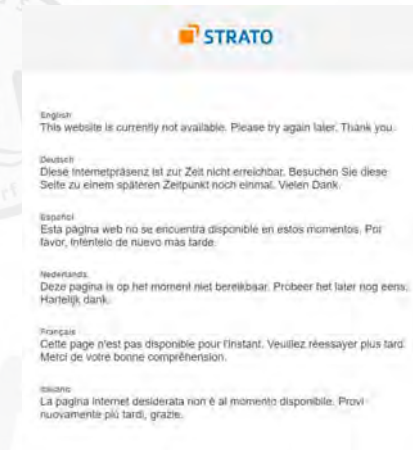 STRATO
English
This website is currently not available. Please try again later. Thank you.
Deutsch
Diese Internetpräsenz ist zur Zeit nicht erreichbar. Besuchen Sie diese
Seite zu einem späteren Zeitpunkt noch einmal. Vielen Dank.
Español
Esta página web no se encuentra disponible en estos momentos. Por
favor, inténtelo de nuevo más tarde.
Nederlands
Deze pagina is op het moment niet bereikbaar. Probeer het later nog eens.
Hartelijk dank.
Français
Cette page n'est pas disponible pour l'instant. Veuillez réessayer plus tard.
Merci de votre bonne compréhension.
Italiano
La pagina Internet desiderata non è al momento disponibile. Provi
nuovamente più tardi, grazie.